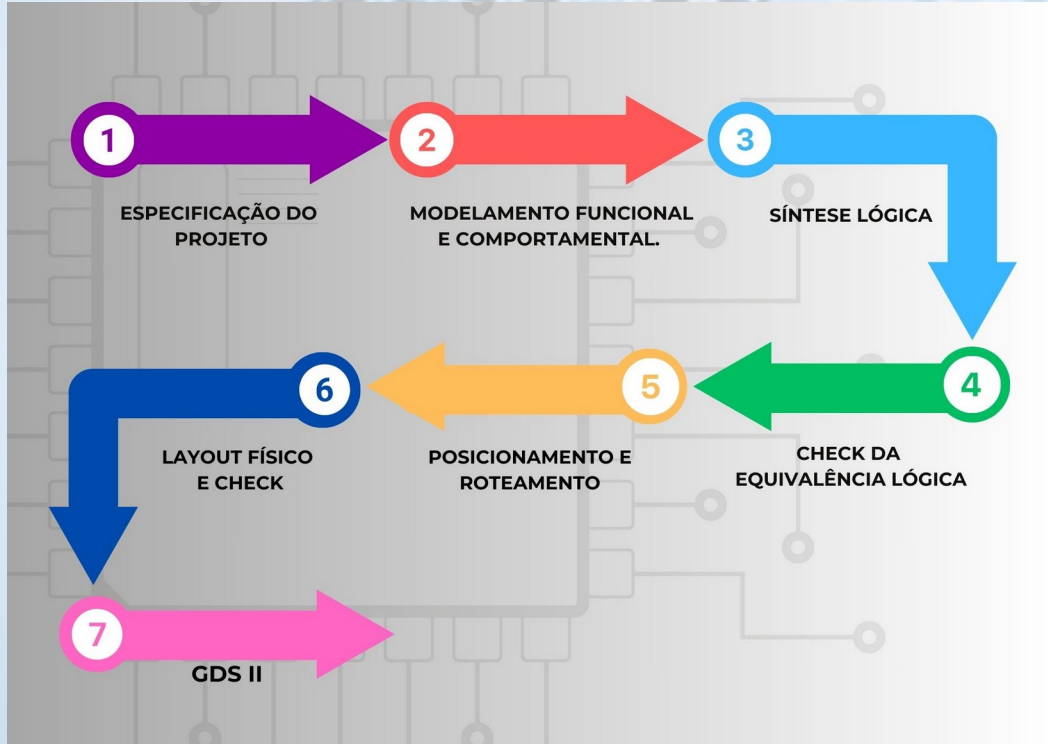 1
ESPECIFICAÇÃO DO
PROJETO
2
MODELAMENTO FUNCIONAL
E COMPORTAMENTAL.
3
SÍNTESE LÓGICA
4
CHECK DA
EQUIVALÊNCIA LÓGICA
5
POSICIONAMENTO E
ROTEAMENTO
6
LAYOUT FÍSICO
E CHECK
7
GDS II